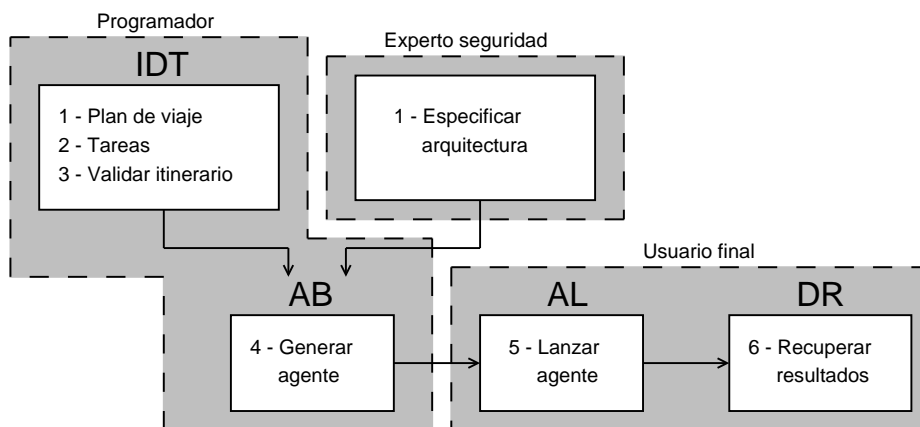 Programador
IDT
1 - Plan de viaje
2 - Tareas
3 - Validar itinerario
Experto seguridad
1 - Especificar
arquitectura
AB
4 - Generar
agente
Usuario final
AL
5 - Lanzar
agente
DR
6 - Recuperar
resultados